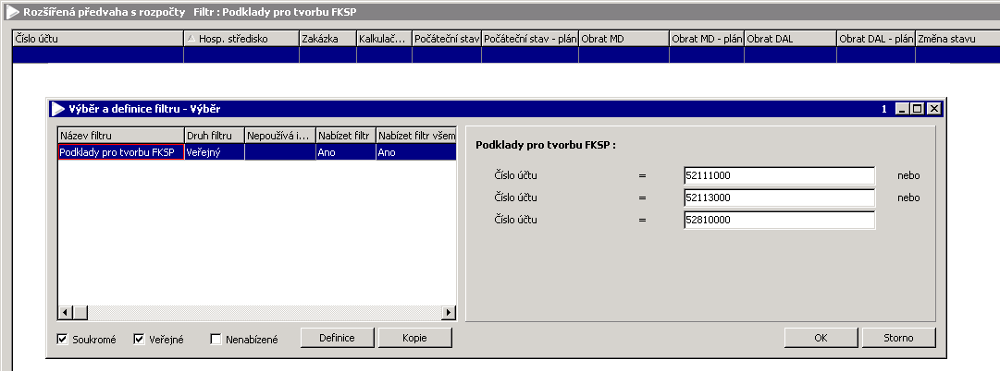 Rozšířená předvaha s rozpočty Filtr : Podklady pro tvorbu FKSP
Číslo účtu Hosp. středisko Zakázka Kalkulač... Počáteční stav Počáteční stav - plán Obrat MD Obrat MD - plán Obrat DAL Obrat DAL - plán Změna stavu
Výběr a definice filtru - Výběr 1
Název filtru Druh filtru Nepoužívá i... Nabízet filtr Nabízet filtr všem
Podklady pro tvorbu FKSP Veřejný Ano Ano
Podklady pro tvorbu FKSP :
Číslo účtu = 52111000 nebo
Číslo účtu = 52113000 nebo
Číslo účtu = 52810000
Soukromé Veřejné Nenabízené Definice Kopie OK Storno